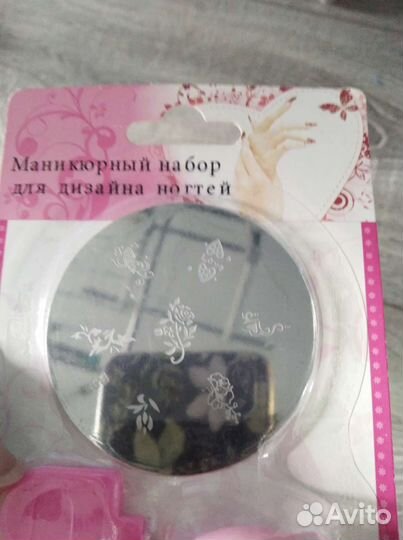 Маникюрный набор
для дизайна ногтей
Avito